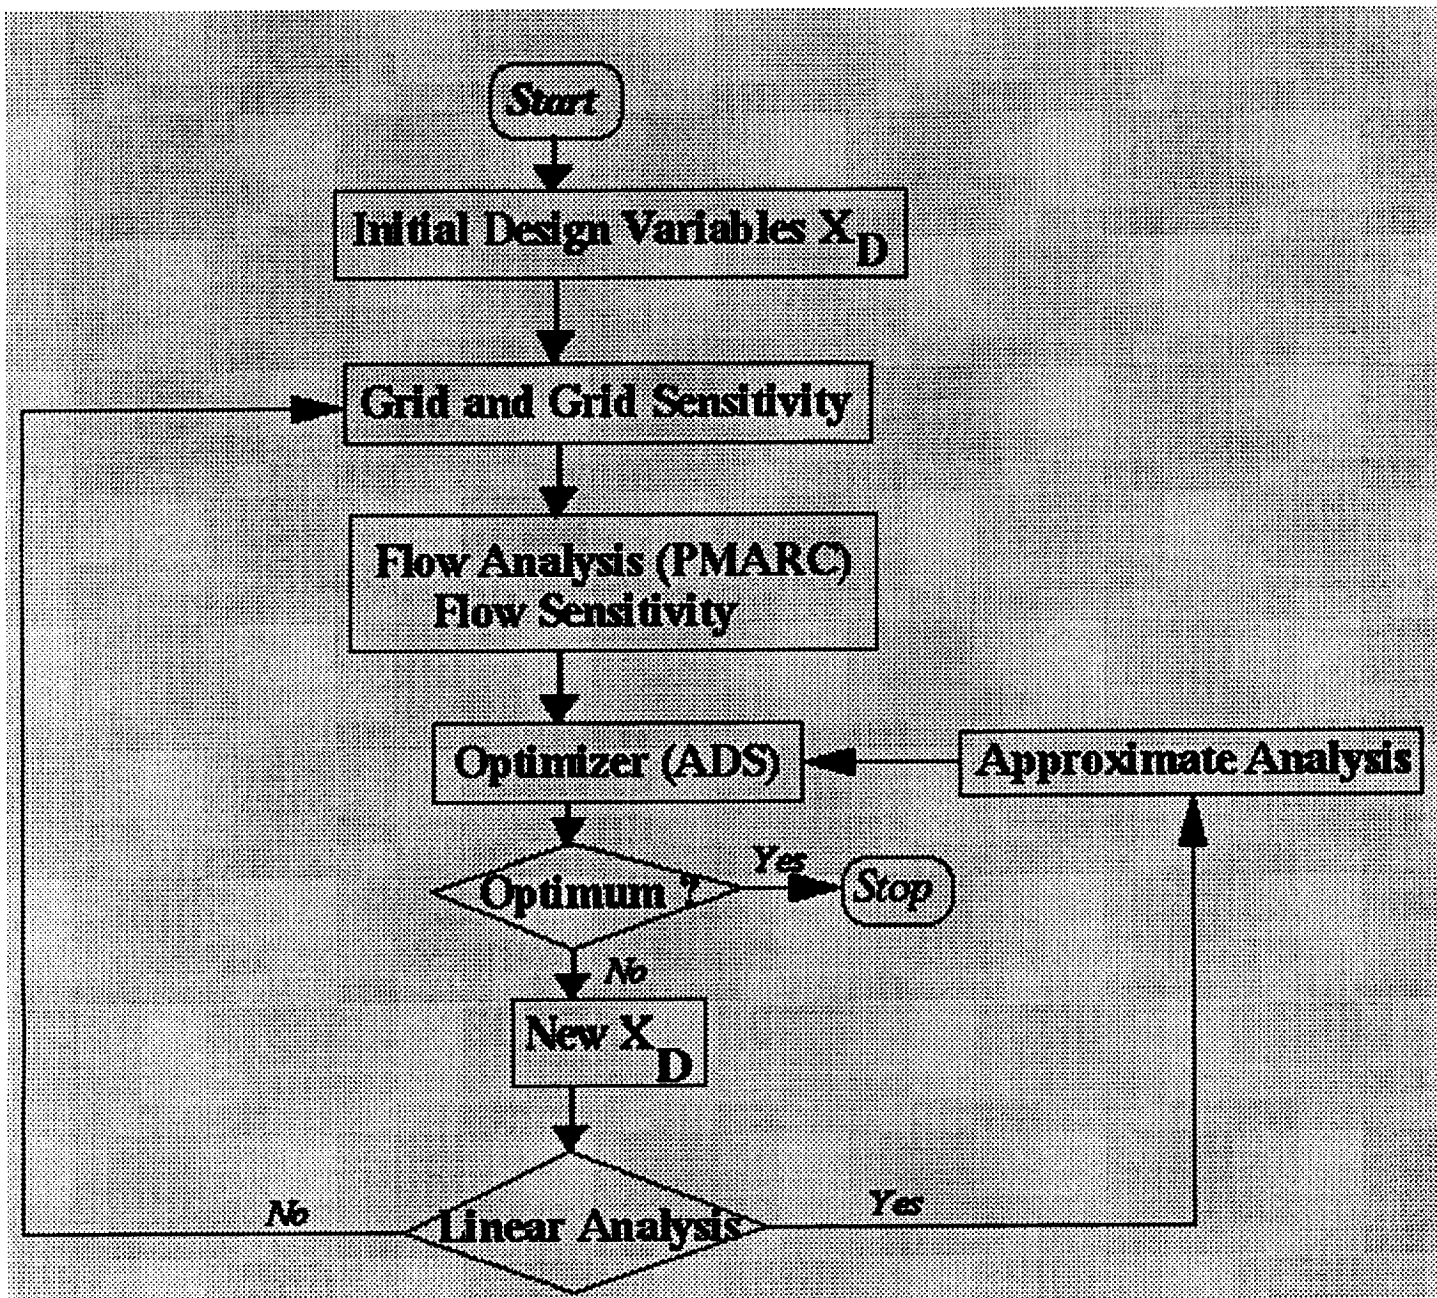 Start
Initial Design Variables X_D
Grid and Grid Sensitivity
Flow Analysis (PMARC)
Flow Sensitivity
Optimizer (ADS)
Approximate Analysis
Optimum ?
Yes
Stop
No
New X_D
Linear Analysis
No
Yes